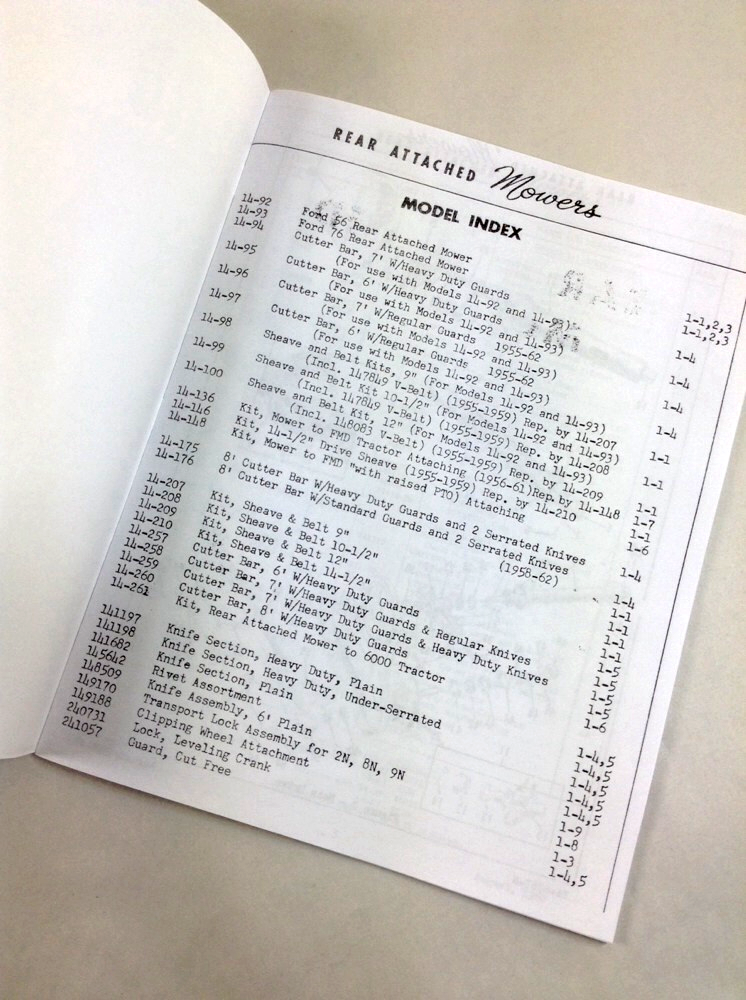 REAR ATTACHED Mowers
MODEL INDEX
14-92 Ford 56 Rear Attached Mower 1-1,2,3
14-93 Ford 76 Rear Attached Mower 1-1,2,3
14-94 Cutter Bar, 7' W/Heavy Duty Guards
(For use with Models 14-92 and 14-93) 1-4
14-95 Cutter Bar, 6' W/Heavy Duty Guards
(For use with Models 14-92 and 14-93) 1-4
14-96 Cutter Bar, 7' W/Regular Guards 1955-62
(For use with Models 14-92 and 14-93) 1-4
14-97 Cutter Bar, 6' W/Regular Guards 1955-62
(For use with Models 14-92 and 14-93) 1-4
14-98 Sheave and Belt Kits, 9" (For Models 14-92 and 14-93)
(Incl. 147849 V-Belt) (1955-1959) Rep. by 14-207 1-1
14-99 Sheave and Belt Kit 10-1/2" (For Models 14-92 and 14-93)
(Incl. 147849 V-Belt) (1955-1959) Rep. by 14-208 1-1
14-100 Sheave and Belt Kit, 12" (For Models 14-92 and 14-93)
(Incl. 148083 V-Belt) (1955-1959) Rep. by 14-209 1-1
14-136 Kit, Mower to FMD Tractor Attaching (1956-61)Rep.by 14-148 1-7
14-146 Kit, 14-1/2" Drive Sheave (1955-1959) Rep. by 14-210 1-1
14-148 Kit, Mower to FMD "with raised PTO) Attaching 1-6
14-175 8' Cutter Bar W/Heavy Duty Guards and 2 Serrated Knives 1-4
14-176 8' Cutter Bar W/Standard Guards and 2 Serrated Knives
(1958-62) 1-4
14-207 Kit, Sheave & Belt 9" 1-1
14-208 Kit, Sheave & Belt 10-1/2" 1-1
14-209 Kit, Sheave & Belt 12" 1-1
14-210 Kit, Sheave & Belt 14-1/2" 1-1
14-257 Cutter Bar, 6' W/Heavy Duty Guards 1-5
14-258 Cutter Bar, 7' W/Heavy Duty Guards & Regular Knives 1-5
14-259 Cutter Bar, 7' W/Heavy Duty Guards & Heavy Duty Knives 1-5
14-260 Cutter Bar, 8' W/Heavy Duty Guards 1-5
14-261 Kit, Rear Attached Mower to 6000 Tractor 1-6
141197 Knife Section, Heavy Duty, Plain 1-4,5
141198 Knife Section, Heavy Duty, Under-Serrated 1-4,5
141682 Knife Section, Plain 1-4,5
145642 Rivet Assortment 1-4,5
148509 Knife Assembly, 6' Plain 1-4,5
149170 Transport Lock Assembly for 2N, 8N, 9N 1-9
149188 Clipping Wheel Attachment 1-8
240731 Lock, Leveling Crank 1-3
241057 Guard, Cut Free 1-4,5